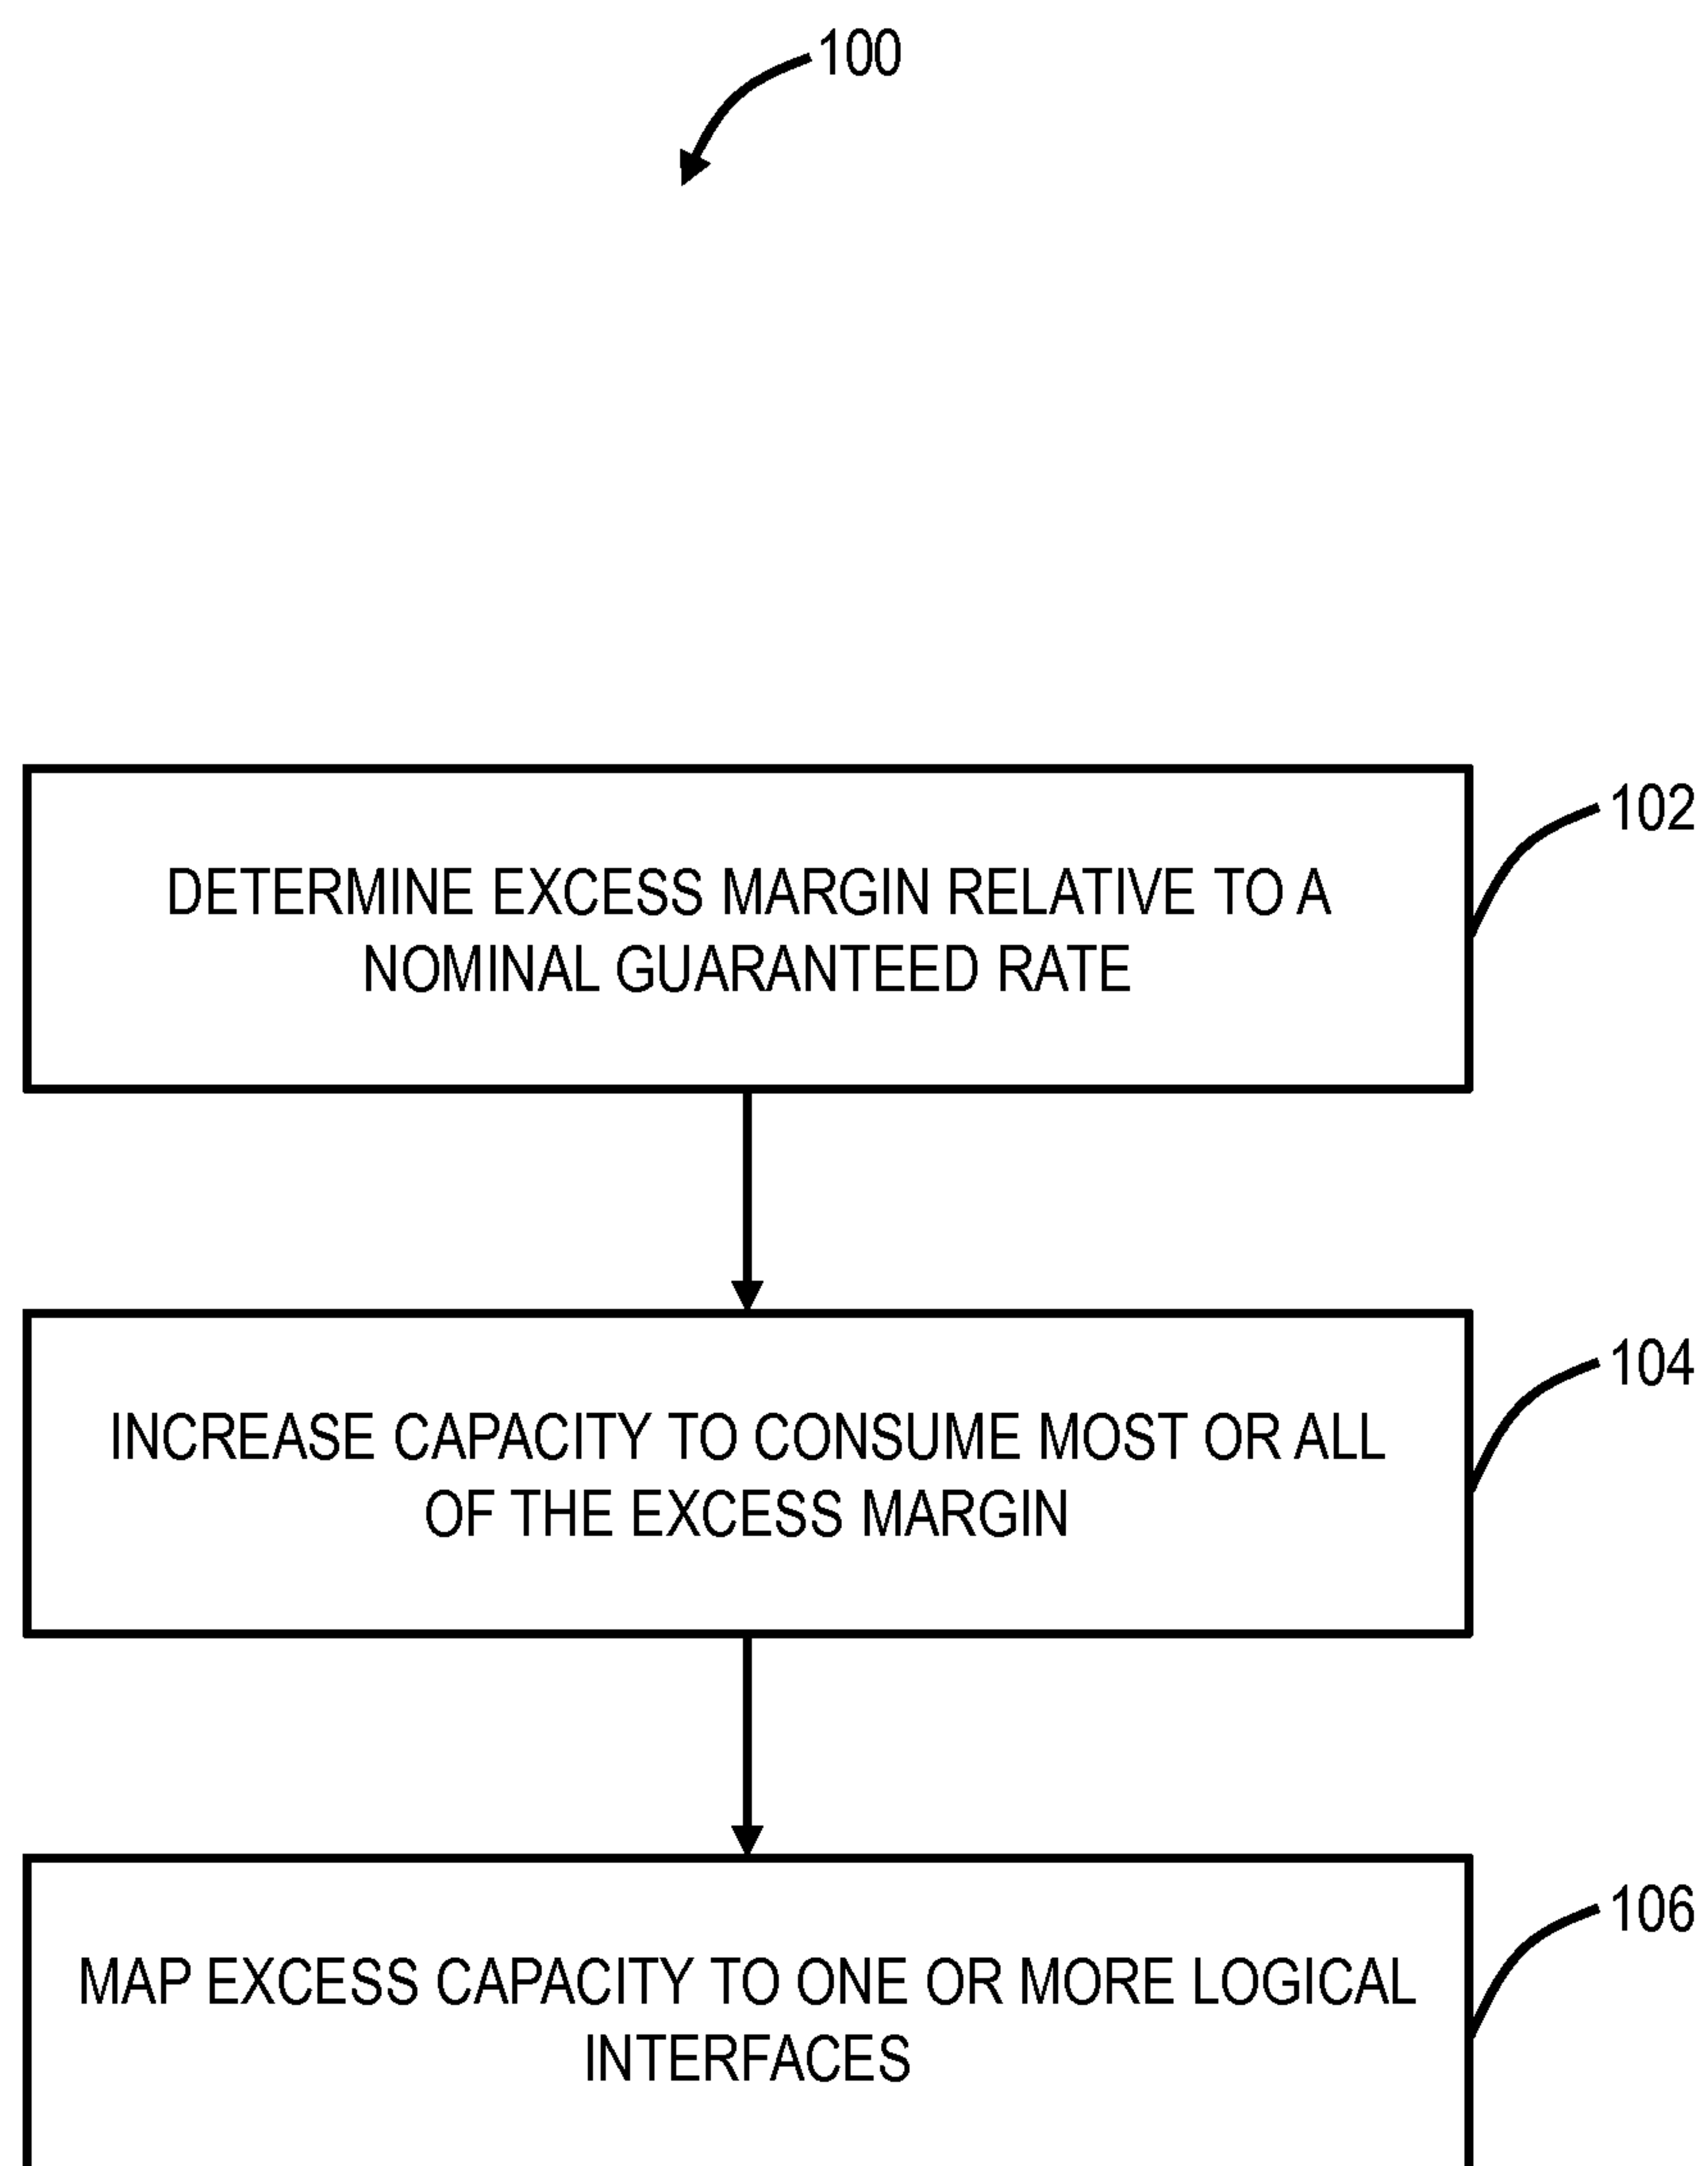 100
102
DETERMINE EXCESS MARGIN RELATIVE TO A
NOMINAL GUARANTEED RATE
104
INCREASE CAPACITY TO CONSUME MOST OR ALL
OF THE EXCESS MARGIN
106
MAP EXCESS CAPACITY TO ONE OR MORE LOGICAL
INTERFACES